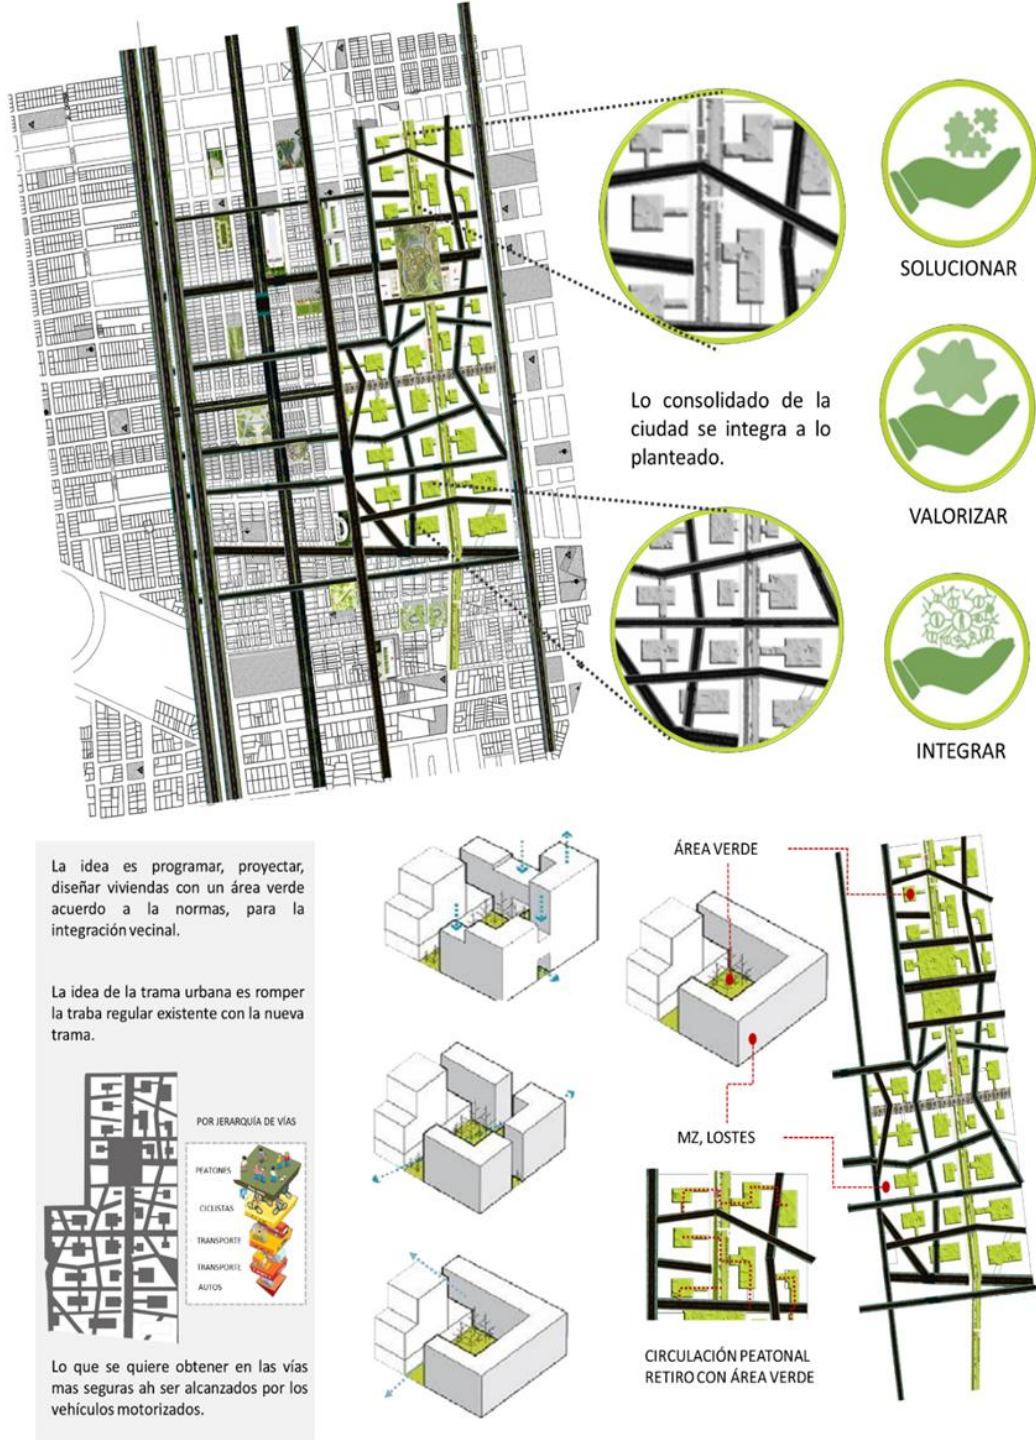 SOLUCIONAR
Lo consolidado de la
ciudad se integra a lo
planteado.
VALORIZAR
INTEGRAR
La idea es programar, proyectar,
diseñar viviendas con un área verde
acuerdo a la normas, para la
integración vecinal.
La idea de la trama urbana es romper
la traba regular existente con la nueva
trama.
POR JERARQUÍA DE VÍAS
PEATONES
CICLISTAS
TRANSPORTE
TRANSPORTE
AUTOS
Lo que se quiere obtener en las vías
mas seguras ah ser alcanzados por los
vehículos motorizados.
ÁREA VERDE
MZ, LOSTES
CIRCULACIÓN PEATONAL
RETIRO CON ÁREA VERDE